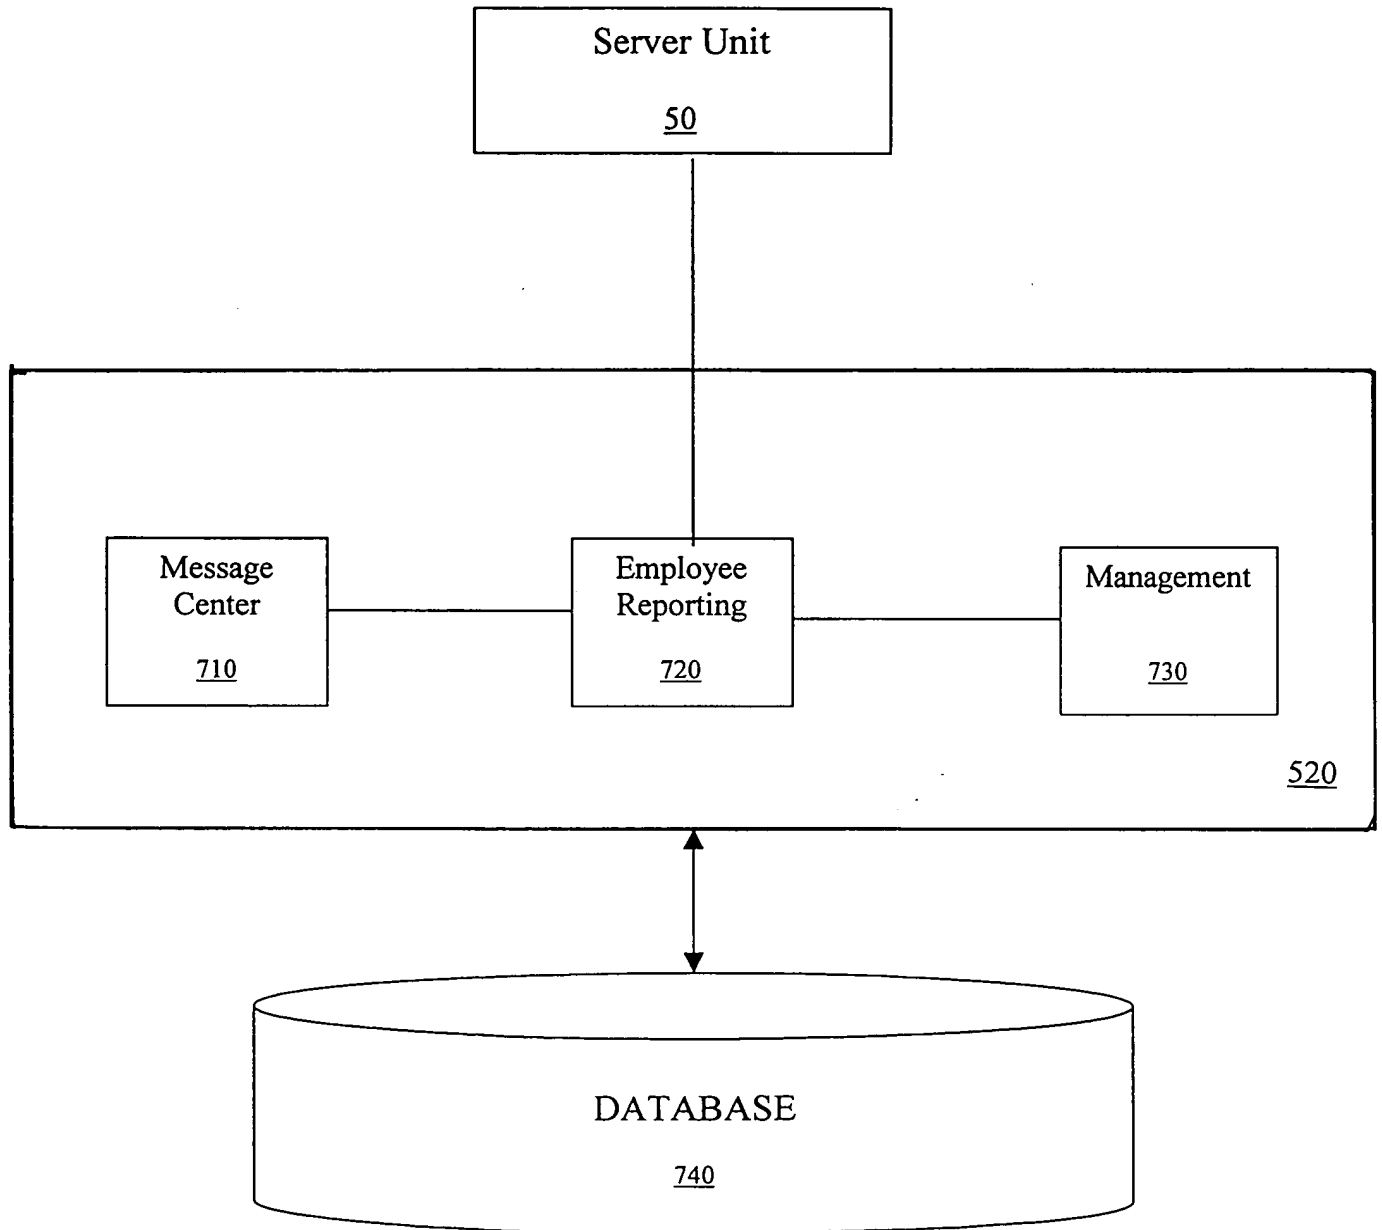 Server Unit
50
Message
Center
710
Employee
Reporting
720
Management
730
520
DATABASE
740